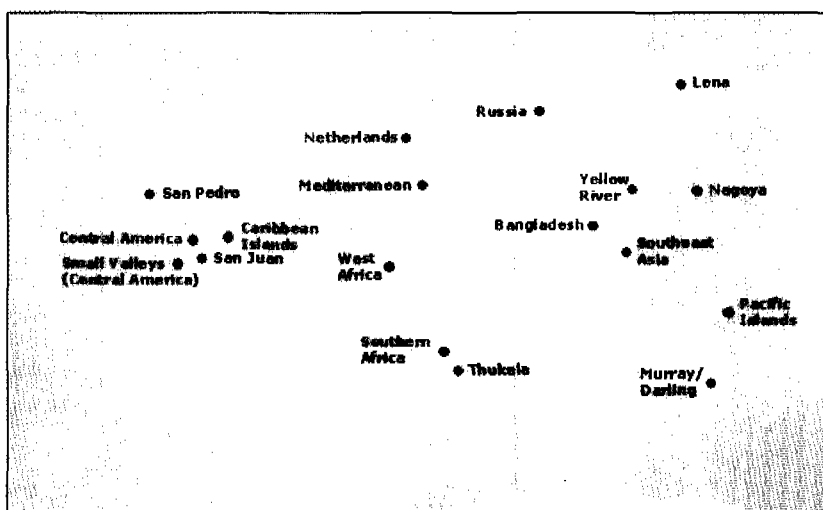 Lena
Russia
Netherlands
Mediterranean
San Pedro
Yellow
River
Nagoya
Caribbean
Islands
Central America
Bangladesh
Southeast
Asia
San Juan
Small Valleys
(Central America)
West
Africa
Pacific
Islands
Southern
Africa
Thukela
Murray/
Darling